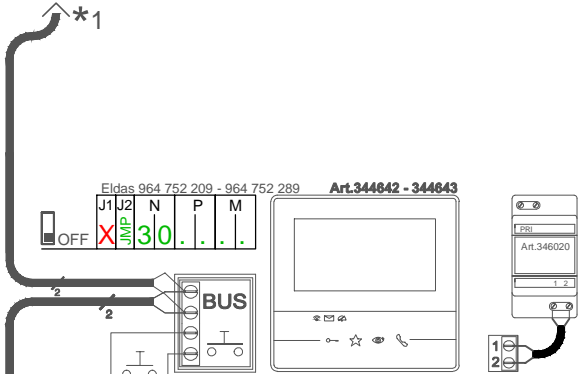 *1
Eldas 964 752 209 - 964 752 289
Art.344642 - 344643
J1 J2 N P M
OFF X JMP 3 0 . . . .
PRI
Art.346020
1 2
2
2
BUS
1
2